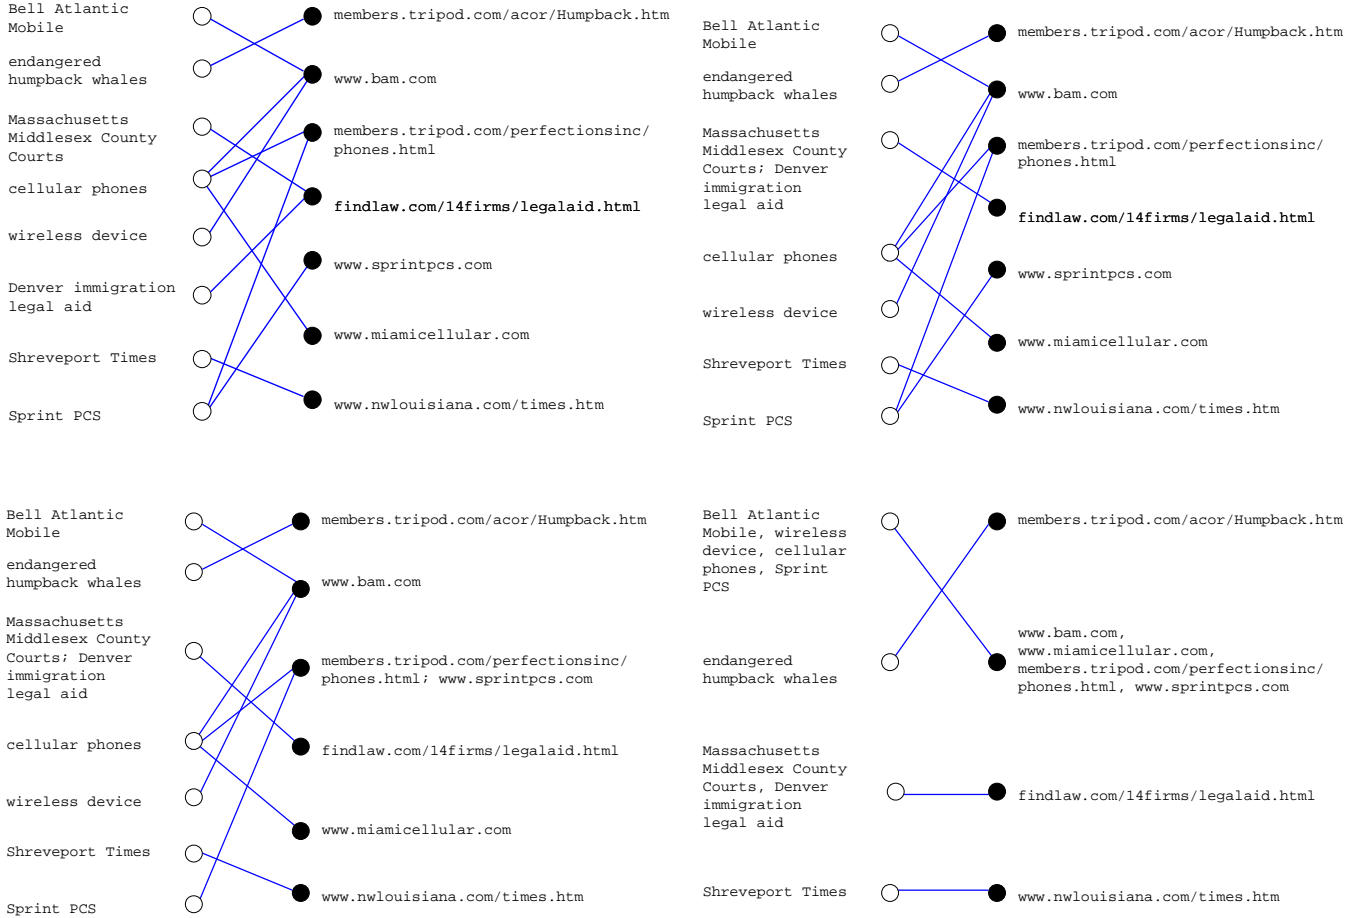 Bell Atlantic
Mobile
endangered
humpback whales
Massachusetts
Middlesex County
Courts
cellular phones
wireless device
Denver immigration
legal aid
Shreveport Times
Sprint PCS
members.tripod.com/acor/Humpback.htm
www.bam.com
members.tripod.com/perfectionsinc/
phones.html
findlaw.com/14firms/legalaid.html
www.sprintpcs.com
www.miamicellular.com
www.nwlouisiana.com/times.htm
Bell Atlantic
Mobile
endangered
humpback whales
Massachusetts
Middlesex County
Courts; Denver
immigration
legal aid
cellular phones
wireless device
Shreveport Times
Sprint PCS
members.tripod.com/acor/Humpback.htm
www.bam.com
members.tripod.com/perfectionsinc/
phones.html
findlaw.com/14firms/legalaid.html
www.sprintpcs.com
www.miamicellular.com
www.nwlouisiana.com/times.htm
Bell Atlantic
Mobile
endangered
humpback whales
Massachusetts
Middlesex County
Courts; Denver
immigration
legal aid
cellular phones
wireless device
Shreveport Times
Sprint PCS
members.tripod.com/acor/Humpback.htm
www.bam.com
members.tripod.com/perfectionsinc/
phones.html; www.sprintpcs.com
findlaw.com/14firms/legalaid.html
www.miamicellular.com
www.nwlouisiana.com/times.htm
Bell Atlantic
Mobile, wireless
device, cellular
phones, Sprint
PCS
endangered
humpback whales
Massachusetts
Middlesex County
Courts, Denver
immigration
legal aid
Shreveport Times
members.tripod.com/acor/Humpback.htm
www.bam.com,
www.miamicellular.com,
members.tripod.com/perfectionsinc/
phones.html, www.sprintpcs.com
findlaw.com/14firms/legalaid.html
www.nwlouisiana.com/times.htm